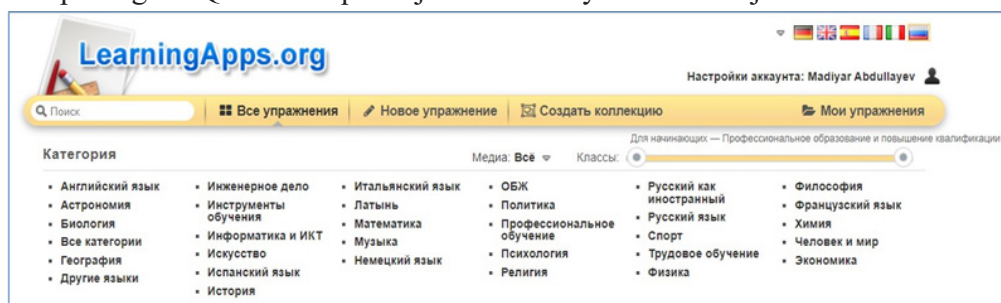 LearningApps.org
Настройки аккаунта: Madiyar Abdullayev
Поиск
Все упражнения
Новое упражнение
Создать коллекцию
Мои упражнения
Для начинающих — Профессиональное образование и повышение квалификации
Категория
Медиа: Всё
Классы:
Английский язык
Астрономия
Биология
Все категории
География
Другие языки
Инженерное дело
Инструменты
обучения
Информатика и ИКТ
Искусство
Испанский язык
История
Итальянский язык
Латынь
Математика
Музыка
Немецкий язык
ОБЖ
Политика
Профессиональное
обучение
Психология
Религия
Русский как
иностранный
Русский язык
Спорт
Трудовое обучение
Физика
Философия
Французский язык
Химия
Человек и мир
Экономика